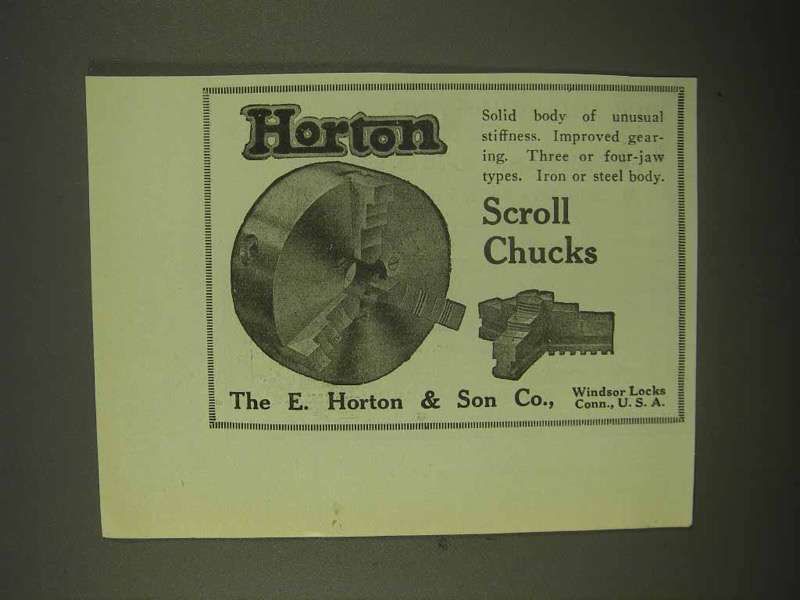 Horton
Solid body of unusual
stiffness. Improved gear-
ing. Three or four-jaw
types. Iron or steel body.
Scroll
Chucks
The E. Horton & Son Co.,
Windsor Locks
Conn., U. S. A.